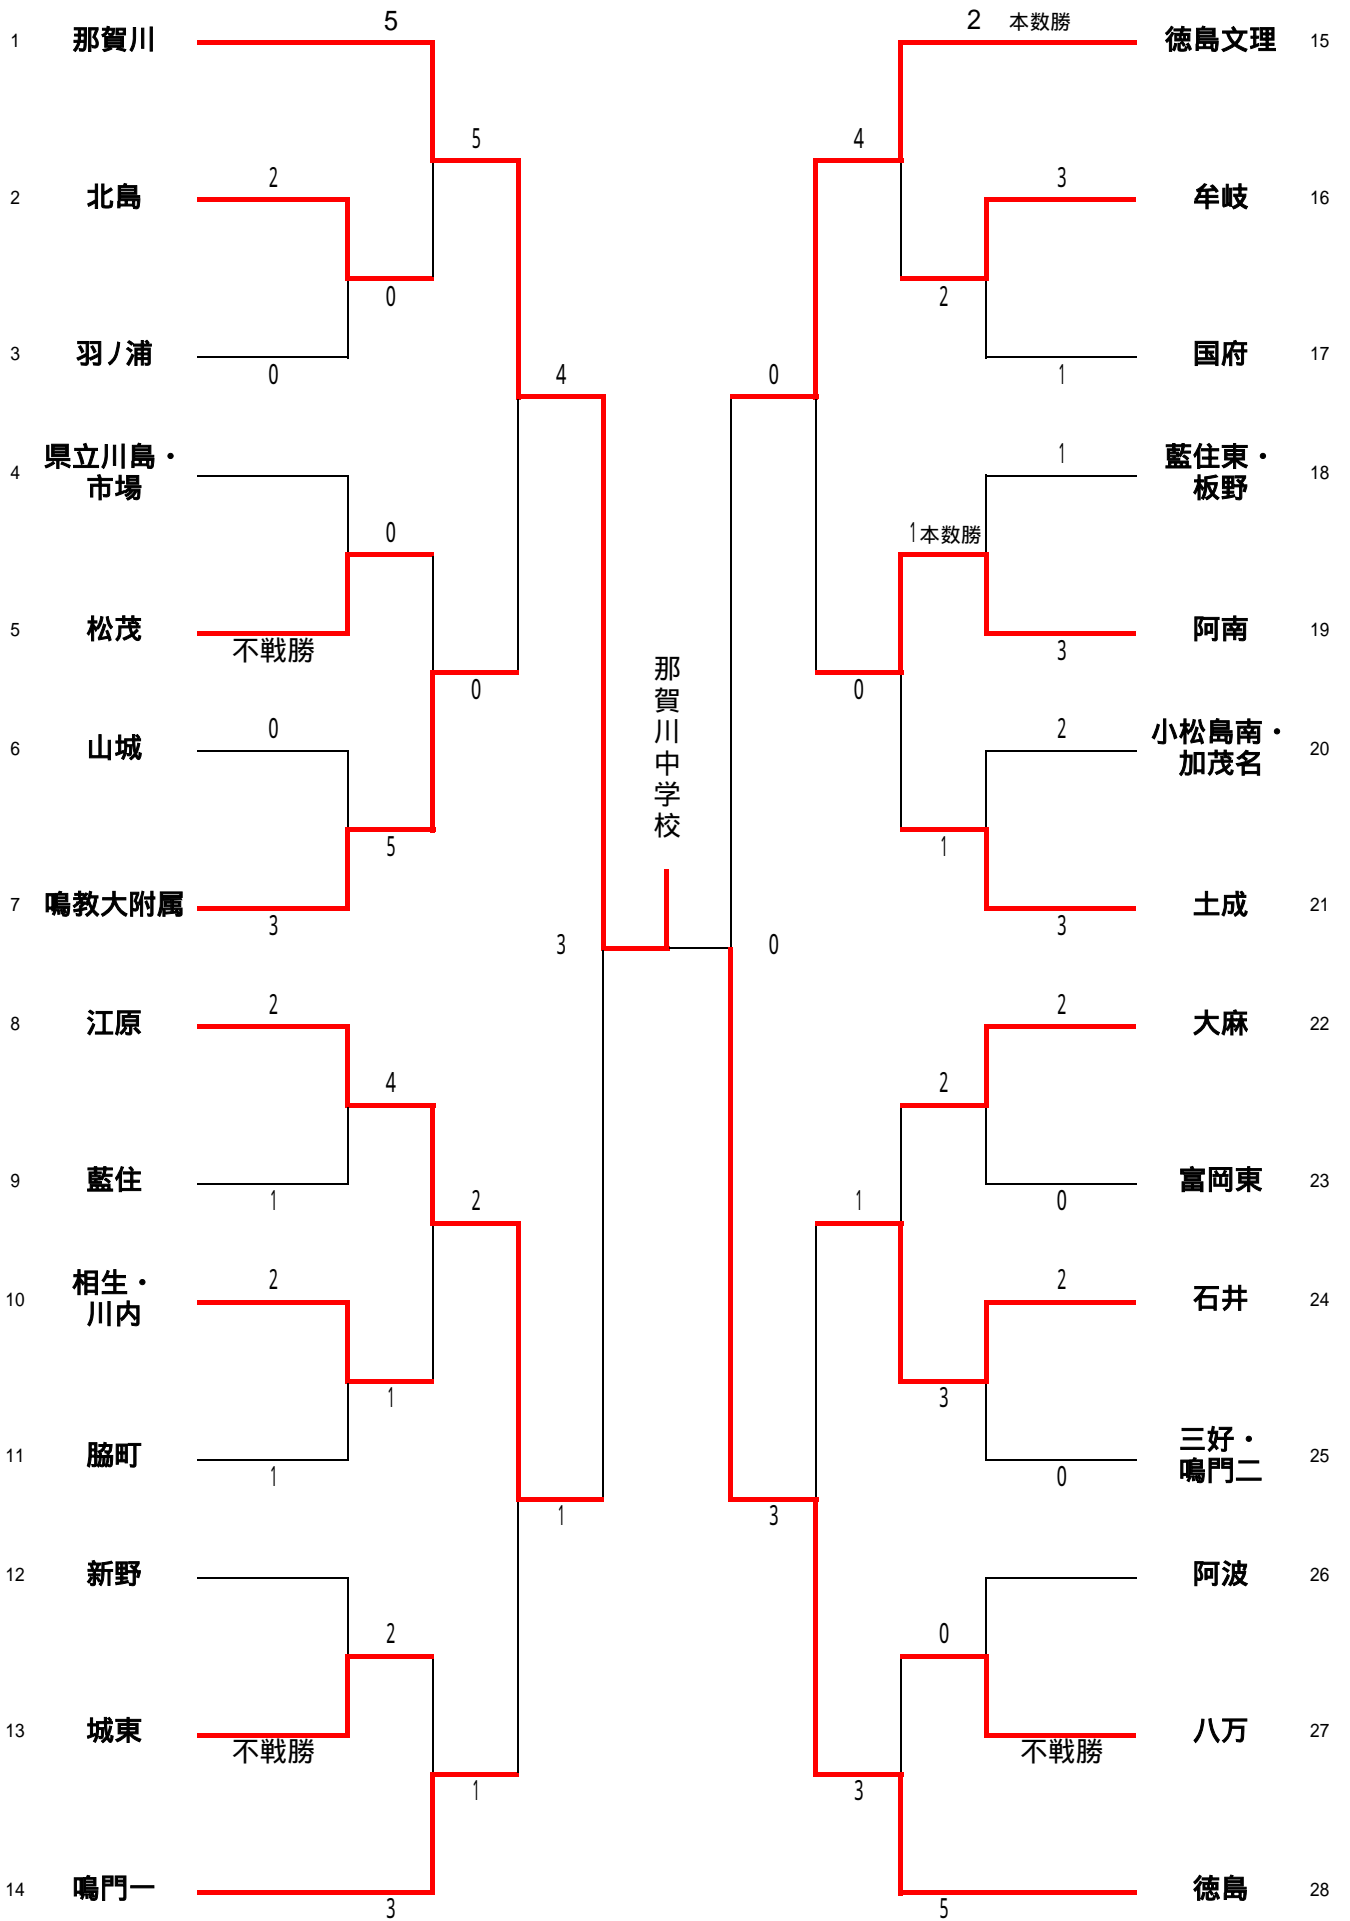 5
1 那賀川
2 本数勝
徳島文理 15
5
4
2
2 北島
3
牟岐 16
0
2
3 羽ノ浦
0
国府 17
1
4
0
4 県立川島・
市場
1
藍住東・
板野 18
0
1本数勝
5 松茂
不戦勝
阿南 19
3
0
0
那賀川中学校
6 山城
0
2
小松島南・
加茂名 20
5
1
7 鳴教大附属
3
土成 21
3
3
0
8 江原
2
2
大麻 22
4
2
9 藍住
1
富岡東 23
0
2
1
10 相生・
川内
2
2
石井 24
1
3
11 脇町
1
三好・
鳴門二 25
0
1
3
12 新野
阿波 26
2
0
13 城東
不戦勝
八万 27
不戦勝
1
3
14 鳴門一
3
徳島 28
5